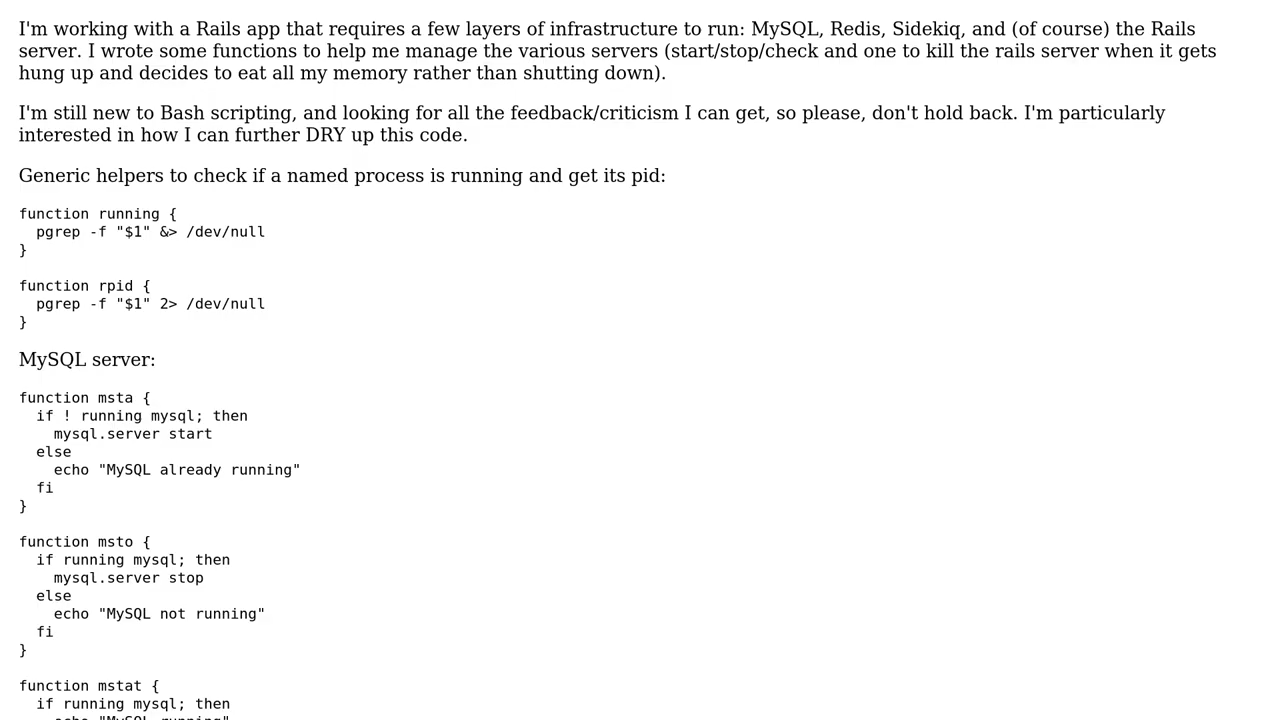 I'm working with a Rails app that requires a few layers of infrastructure to run: MySQL, Redis, Sidekiq, and (of course) the Rails
server. I wrote some functions to help me manage the various servers (start/stop/check and one to kill the rails server when it gets
hung up and decides to eat all my memory rather than shutting down).
I'm still new to Bash scripting, and looking for all the feedback/criticism I can get, so please, don't hold back. I'm particularly
interested in how I can further DRY up this code.
Generic helpers to check if a named process is running and get its pid:
function running {
  pgrep -f "$1" &> /dev/null
}
function rpid {
  pgrep -f "$1" 2> /dev/null
}
MySQL server:
function msta {
  if ! running mysql; then
    mysql.server start
  else
    echo "MySQL already running"
  fi
}
function msto {
  if running mysql; then
    mysql.server stop
  else
    echo "MySQL not running"
  fi
}
function mstat {
  if running mysql; then
    echo "MySQL running"